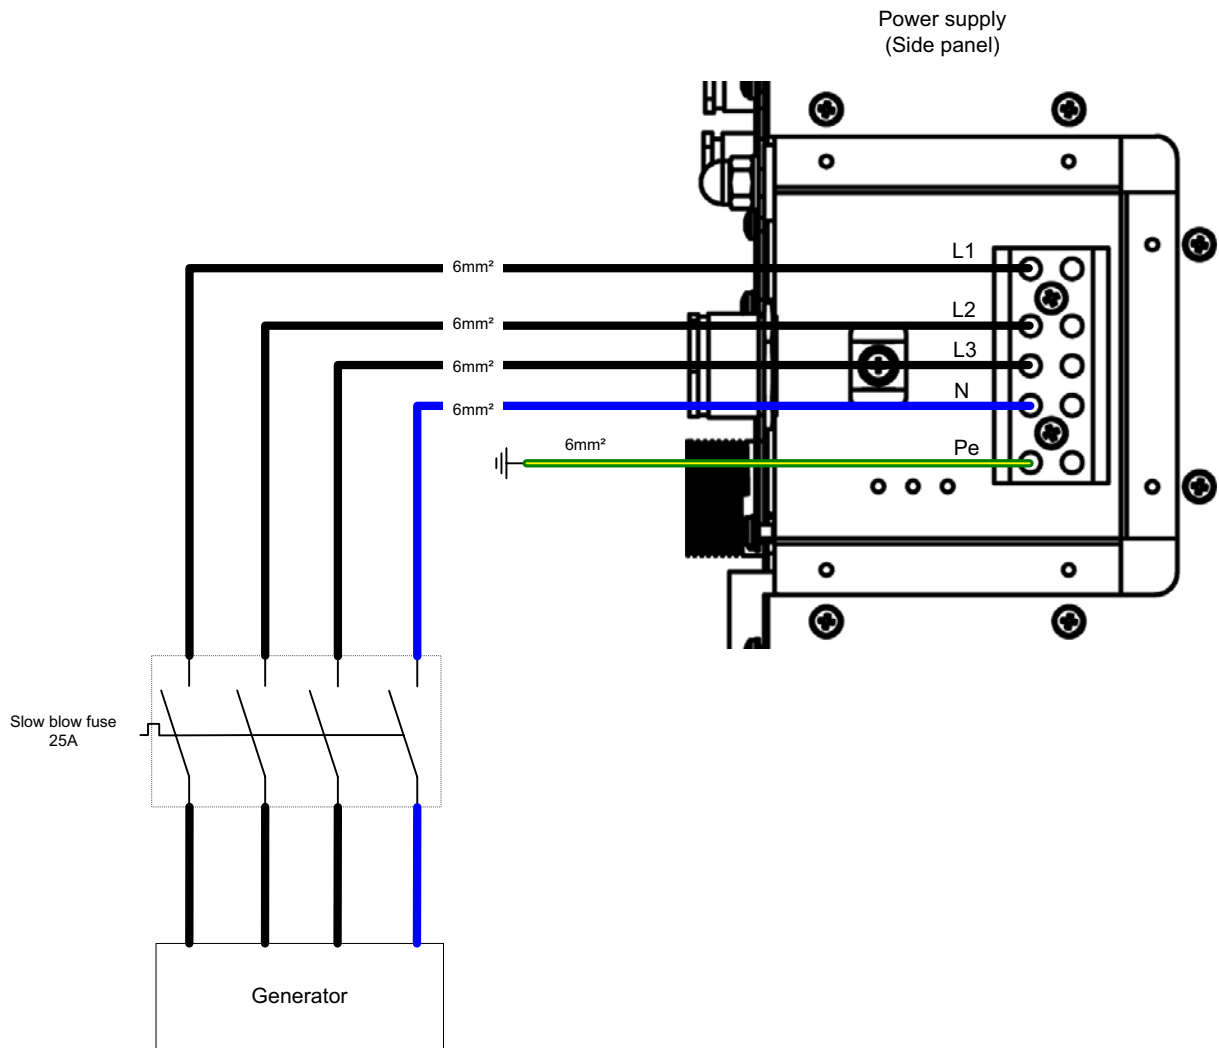 Power supply
(Side panel)
L1
6mm²
L2
6mm²
L3
6mm²
N
6mm²
Pe
6mm²
Slow blow fuse
25A
Generator